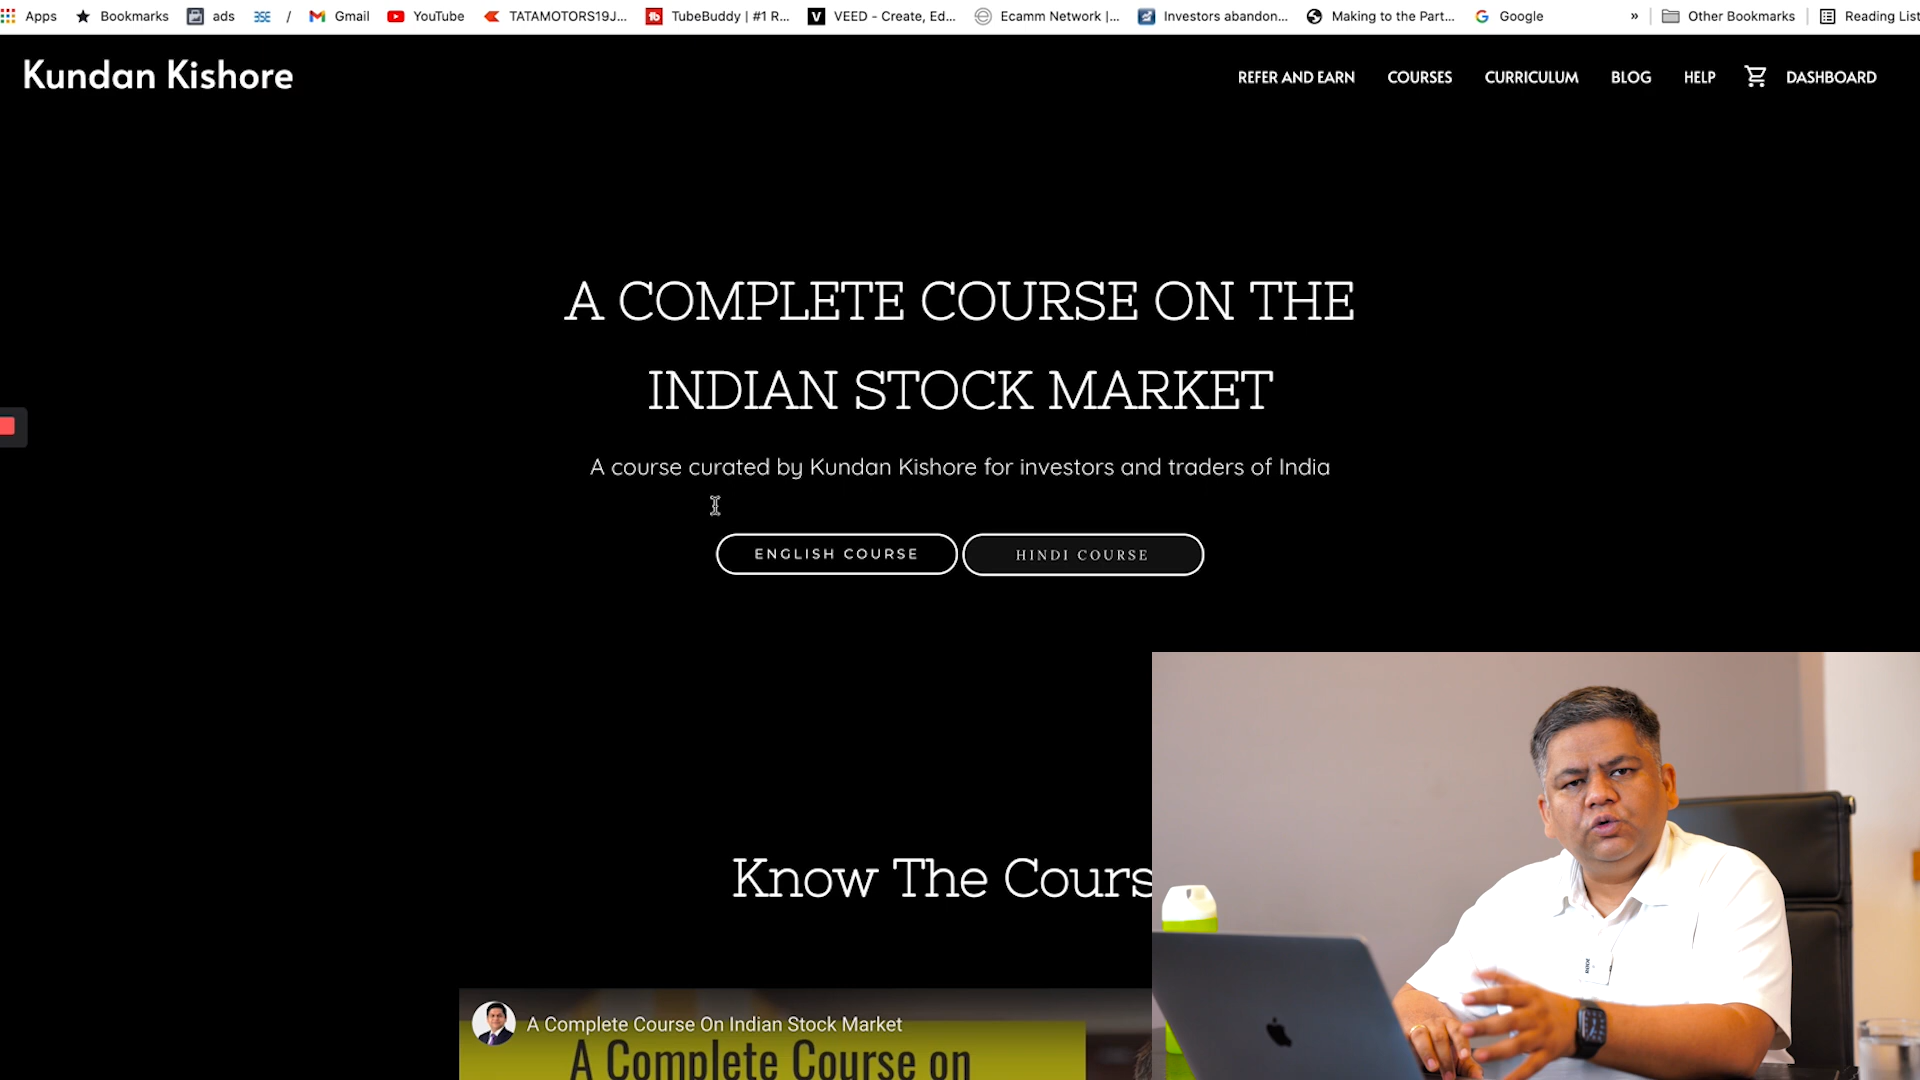 Apps Bookmarks ads BSE / Gmail YouTube TATAMOTORS19J... TubeBuddy | #1 R... VEED - Create, Ed... Ecamm Network |... Investors abandon... Making to the Part... Google » Other Bookmarks Reading List
Kundan Kishore
REFER AND EARN COURSES CURRICULUM BLOG HELP DASHBOARD
A COMPLETE COURSE ON THE
INDIAN STOCK MARKET
A course curated by Kundan Kishore for investors and traders of India
ENGLISH COURSE HINDI COURSE
Know The Cours
A Complete Course On Indian Stock Market
A Complete Course on